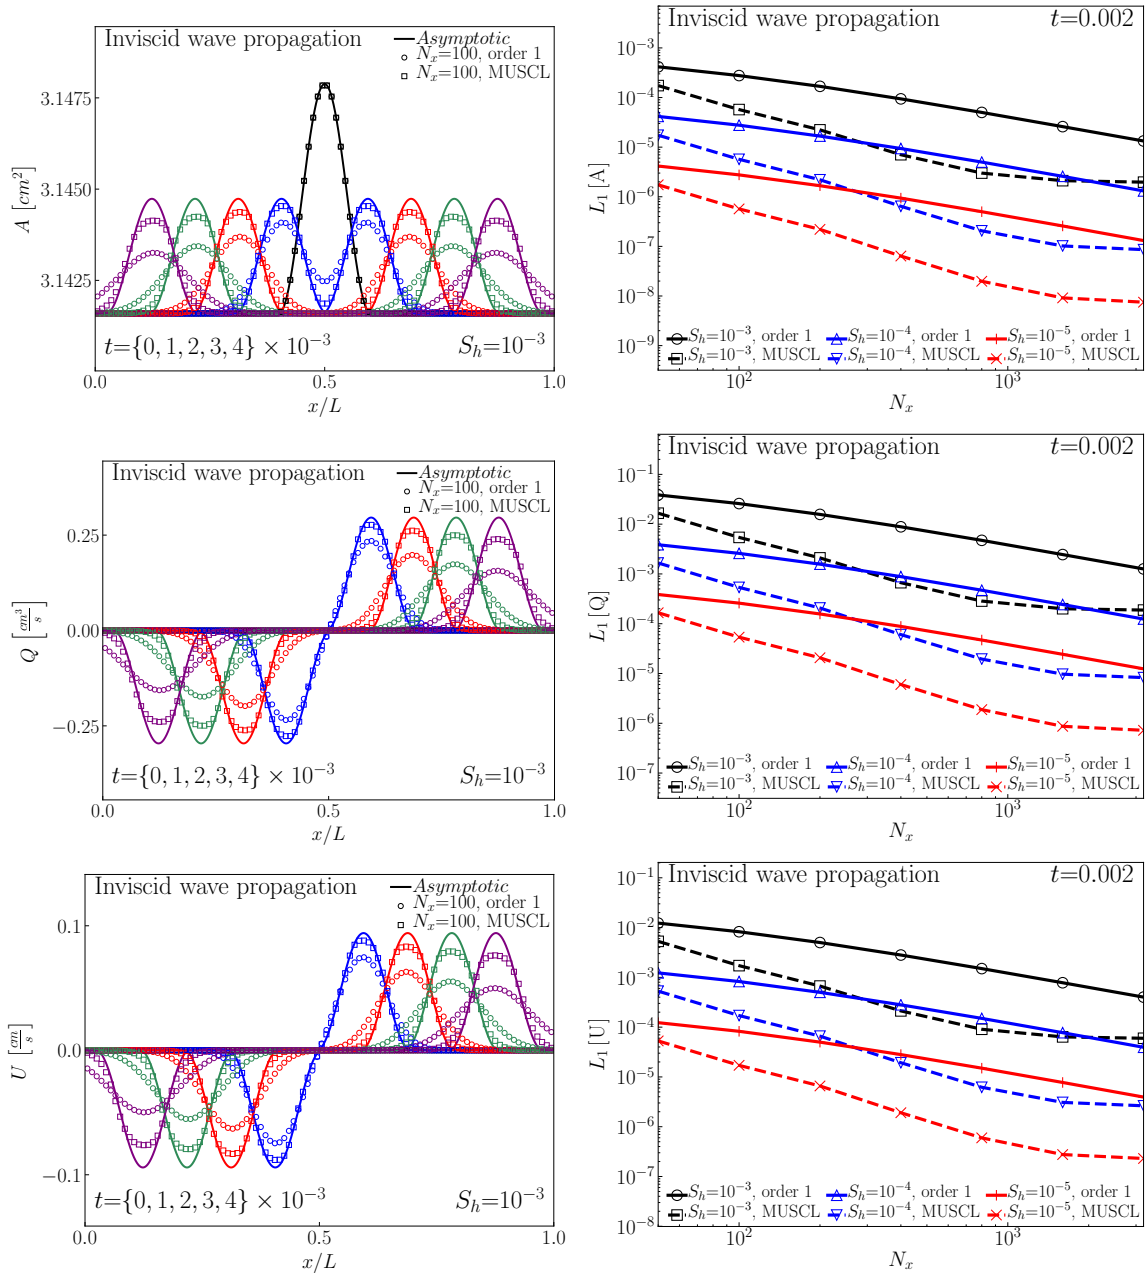 Inviscid wave propagation
Asymptotic
N_x=100, order 1
N_x=100, MUSCL
3.1475
3.1450
3.1425
A [cm^2]
t={0, 1, 2, 3, 4} × 10^{-3}
S_h=10^{-3}
0.0 0.5 1.0
x/L
Inviscid wave propagation t=0.002
10^{-3}
10^{-4}
10^{-5}
10^{-6}
10^{-7}
10^{-8}
10^{-9}
L_1 [A]
S_h=10^{-3}, order 1 S_h=10^{-4}, order 1 S_h=10^{-5}, order 1
S_h=10^{-3}, MUSCL S_h=10^{-4}, MUSCL S_h=10^{-5}, MUSCL
10^2 10^3
N_x
Inviscid wave propagation
Asymptotic
N_x=100, order 1
N_x=100, MUSCL
0.25
0.00
−0.25
Q [cm^3/s]
t={0, 1, 2, 3, 4} × 10^{-3}
S_h=10^{-3}
0.0 0.5 1.0
x/L
Inviscid wave propagation t=0.002
10^{-1}
10^{-2}
10^{-3}
10^{-4}
10^{-5}
10^{-6}
10^{-7}
L_1 [Q]
S_h=10^{-3}, order 1 S_h=10^{-4}, order 1 S_h=10^{-5}, order 1
S_h=10^{-3}, MUSCL S_h=10^{-4}, MUSCL S_h=10^{-5}, MUSCL
10^2 10^3
N_x
Inviscid wave propagation
Asymptotic
N_x=100, order 1
N_x=100, MUSCL
0.1
0.0
−0.1
U [cm/s]
t={0, 1, 2, 3, 4} × 10^{-3}
S_h=10^{-3}
0.0 0.5 1.0
x/L
Inviscid wave propagation t=0.002
10^{-1}
10^{-2}
10^{-3}
10^{-4}
10^{-5}
10^{-6}
10^{-7}
10^{-8}
L_1 [U]
S_h=10^{-3}, order 1 S_h=10^{-4}, order 1 S_h=10^{-5}, order 1
S_h=10^{-3}, MUSCL S_h=10^{-4}, MUSCL S_h=10^{-5}, MUSCL
10^2 10^3
N_x